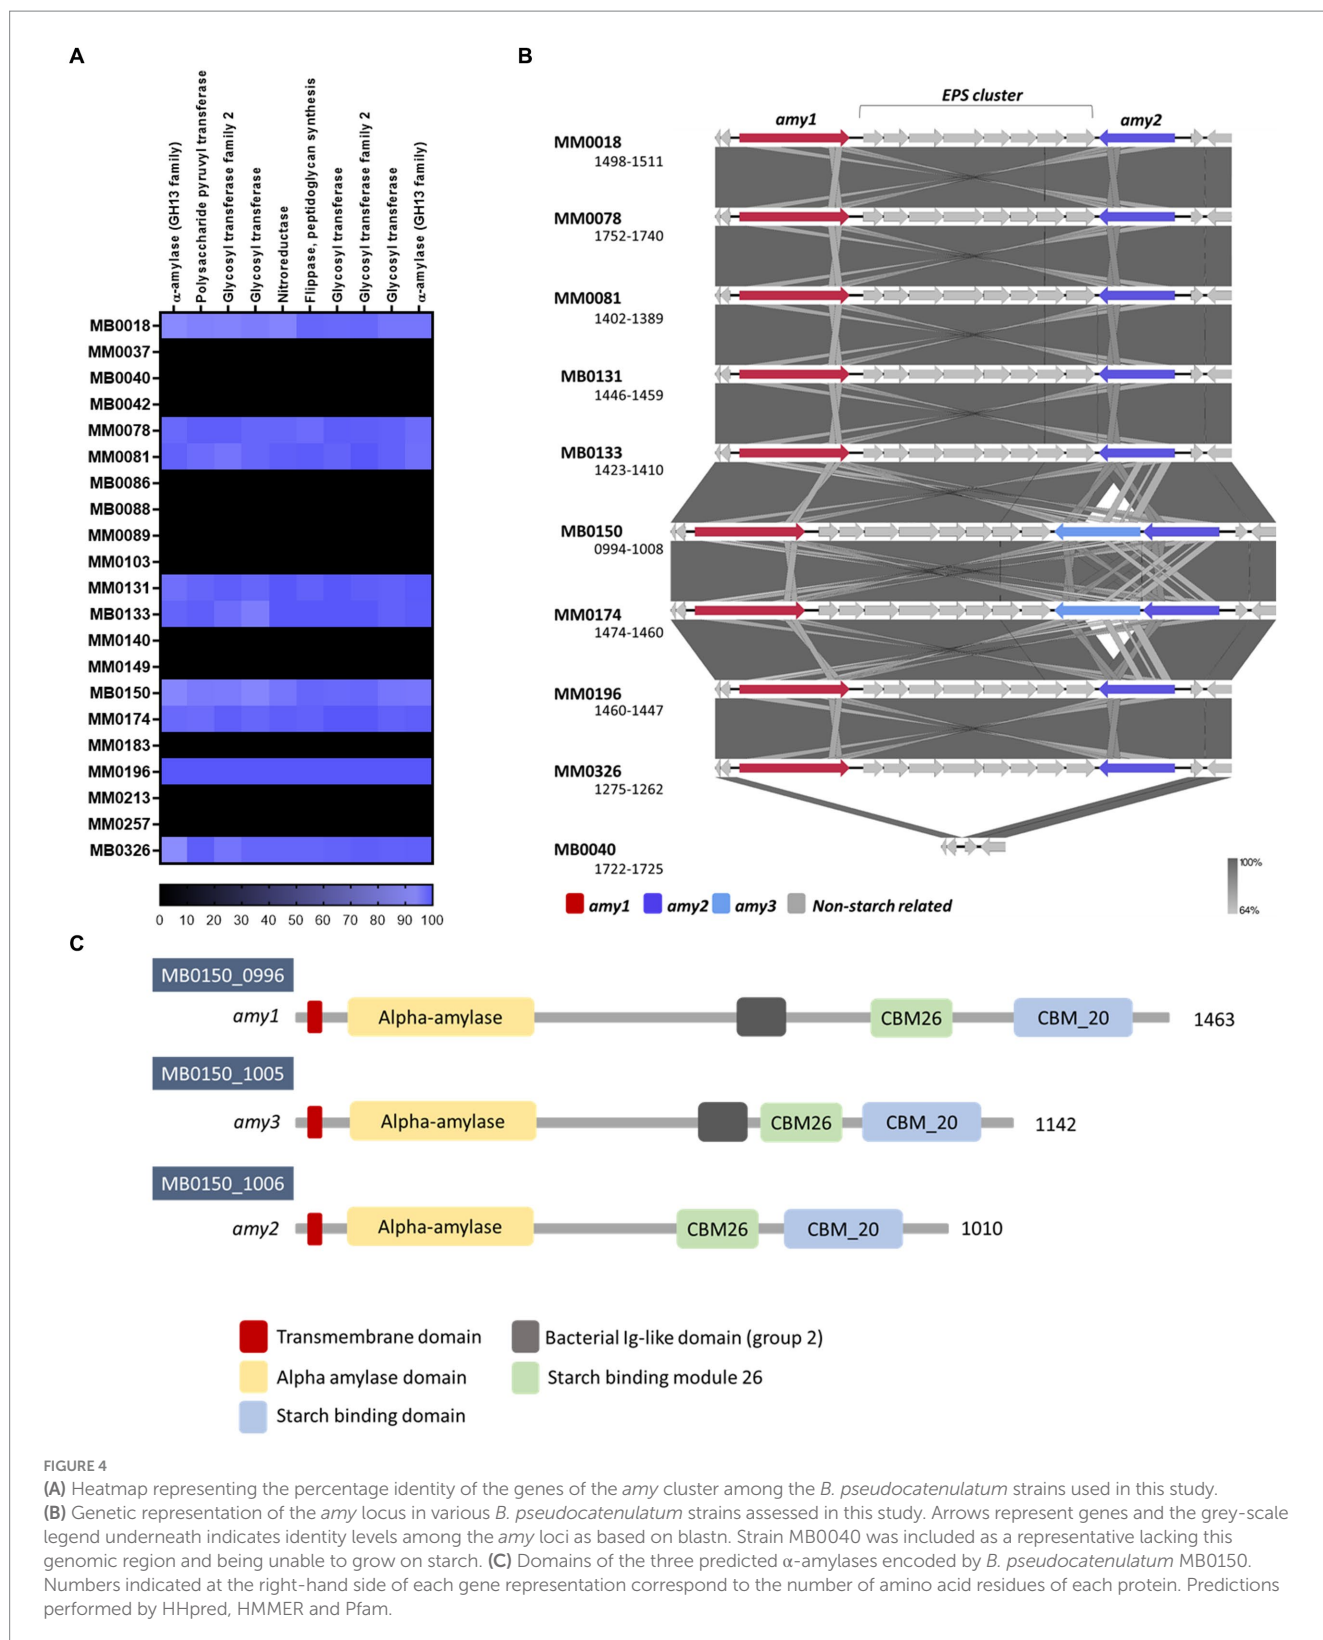 A
α-amylase (GH13 family)
Polysaccharide pyruvyl transferase
Glycosyl transferase family 2
Glycosyl transferase
Nitroreductase
Flippase, peptidoglycan synthesis
Glycosyl transferase
Glycosyl transferase family 2
Glycosyl transferase
α-amylase (GH13 family)
MB0018
MM0037
MB0040
MB0042
MM0078
MM0081
MB0086
MB0088
MM0089
MM0103
MM0131
MB0133
MM0140
MM0149
MB0150
MM0174
MM0183
MM0196
MM0213
MM0257
MB0326
0 10 20 30 40 50 60 70 80 90 100
B
EPS cluster
amy1 amy2
MM0018
1498-1511
MM0078
1752-1740
MM0081
1402-1389
MB0131
1446-1459
MB0133
1423-1410
MB0150
0994-1008
MM0174
1474-1460
MM0196
1460-1447
MM0326
1275-1262
MB0040
1722-1725
100%
64%
amy1 amy2 amy3 Non-starch related
C
MB0150_0996
amy1 Alpha-amylase CBM26 CBM_20 1463
MB0150_1005
amy3 Alpha-amylase CBM26 CBM_20 1142
MB0150_1006
amy2 Alpha-amylase CBM26 CBM_20 1010
Transmembrane domain Bacterial Ig-like domain (group 2)
Alpha amylase domain Starch binding module 26
Starch binding domain
FIGURE 4
(A) Heatmap representing the percentage identity of the genes of the amy cluster among the B. pseudocatenulatum strains used in this study.
(B) Genetic representation of the amy locus in various B. pseudocatenulatum strains assessed in this study. Arrows represent genes and the grey-scale
legend underneath indicates identity levels among the amy loci as based on blastn. Strain MB0040 was included as a representative lacking this
genomic region and being unable to grow on starch. (C) Domains of the three predicted α-amylases encoded by B. pseudocatenulatum MB0150.
Numbers indicated at the right-hand side of each gene representation correspond to the number of amino acid residues of each protein. Predictions
performed by HHpred, HMMER and Pfam.